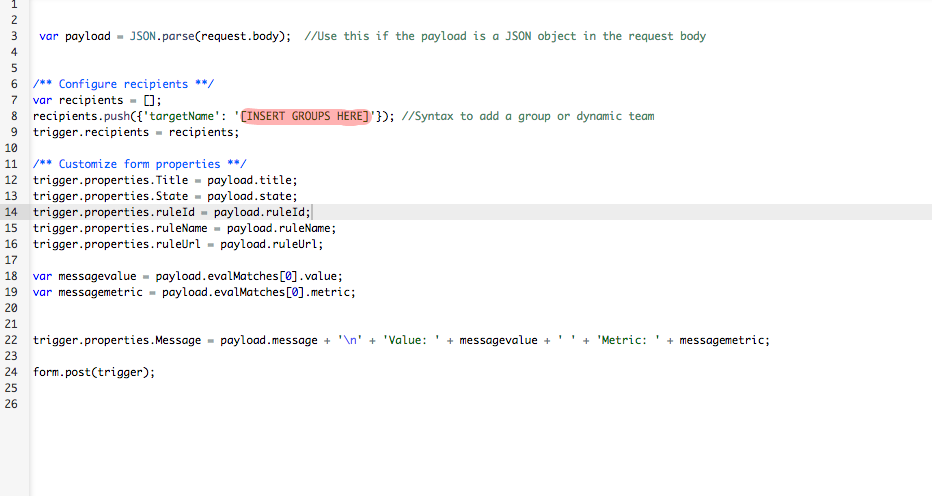 1
2
3 var payload = JSON.parse(request.body); //Use this if the payload is a JSON object in the request body
4
5
6 /** Configure recipients **/
7 var recipients = [];
8 recipients.push({'targetName': '[INSERT GROUPS HERE]'}); //Syntax to add a group or dynamic team
9 trigger.recipients = recipients;
10
11 /** Customize form properties **/
12 trigger.properties.Title = payload.title;
13 trigger.properties.State = payload.state;
14 trigger.properties.ruleId = payload.ruleId;
15 trigger.properties.ruleName = payload.ruleName;
16 trigger.properties.ruleUrl = payload.ruleUrl;
17
18 var messagevalue = payload.evalMatches[0].value;
19 var messagemetric = payload.evalMatches[0].metric;
20
21
22 trigger.properties.Message = payload.message + '\n' + 'Value: ' + messagevalue + ' ' + 'Metric: ' + messagemetric;
23
24 form.post(trigger);
25
26